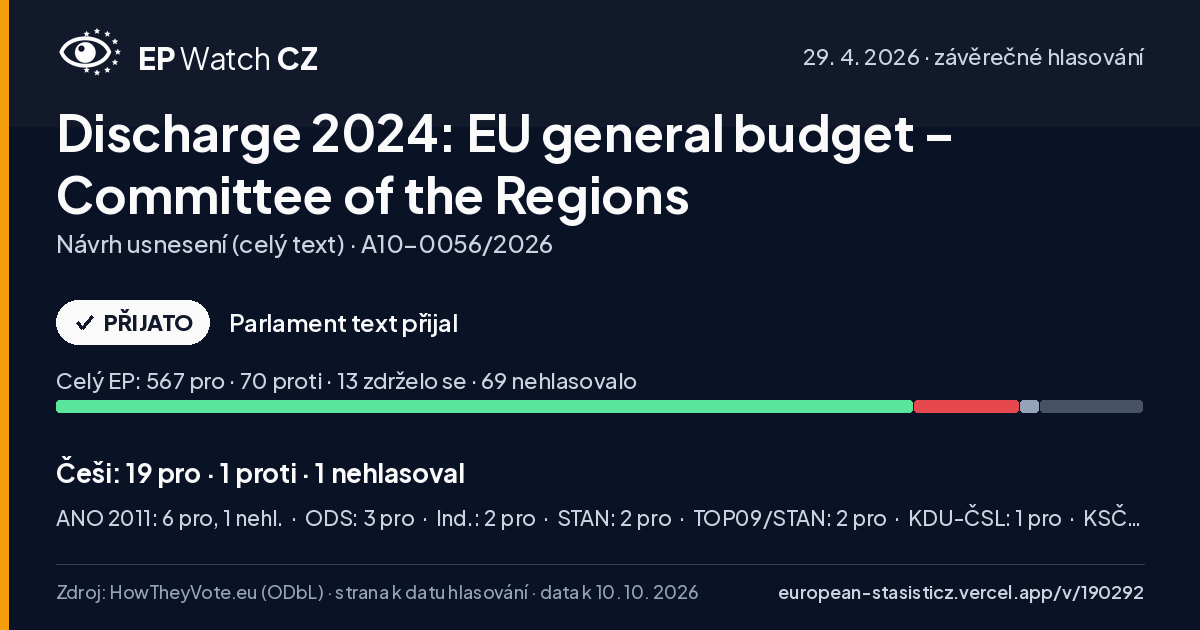 EP Watch CZ
29. 4. 2026 · závěrečné hlasování
Discharge 2024: EU general budget –
Committee of the Regions
Návrh usnesení (celý text) · A10-0056/2026
✓ PŘIJATO
Parlament text přijal
Celý EP: 567 pro · 70 proti · 13 zdrželo se · 69 nehlasovalo
Češi: 19 pro · 1 proti · 1 nehlasoval
ANO 2011: 6 pro, 1 nehl. · ODS: 3 pro · Ind.: 2 pro · STAN: 2 pro · TOP09/STAN: 2 pro · KDU-ČSL: 1 pro · KSČ…
Zdroj: HowTheyVote.eu (ODbL) · strana k datu hlasování · data k 10. 10. 2026
european-stasisticz.vercel.app/v/190292